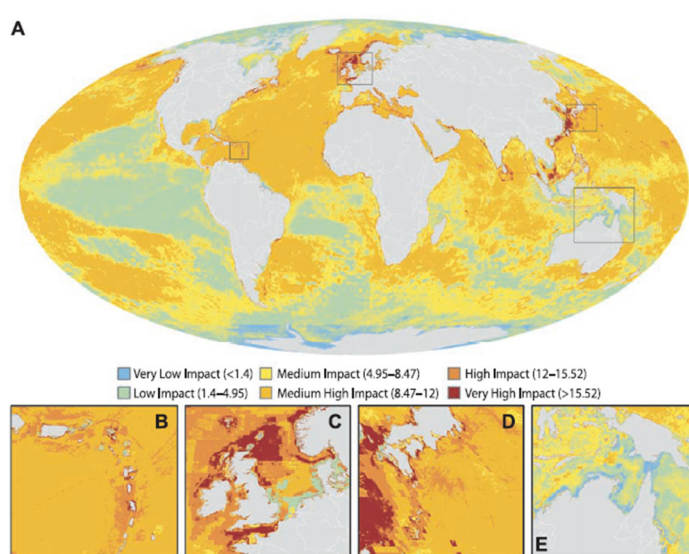 A
Very Low Impact (<1.4) Medium Impact (4.95–8.47) High Impact (12–15.52)
Low Impact (1.4–4.95) Medium High Impact (8.47–12) Very High Impact (>15.52)
B C D
E